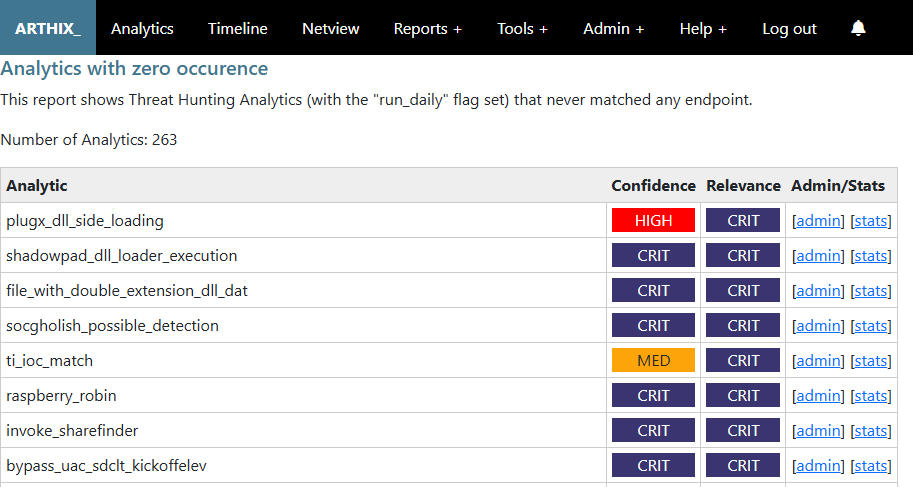 ARTHIX_ Analytics Timeline Netview Reports + Tools + Admin + Help + Log out
Analytics with zero occurence
This report shows Threat Hunting Analytics (with the "run_daily" flag set) that never matched any endpoint.
Number of Analytics: 263
Analytic Confidence Relevance Admin/Stats
plugx_dll_side_loading HIGH CRIT [admin] [stats]
shadowpad_dll_loader_execution CRIT CRIT [admin] [stats]
file_with_double_extension_dll_dat CRIT CRIT [admin] [stats]
socgholish_possible_detection CRIT CRIT [admin] [stats]
ti_ioc_match MED CRIT [admin] [stats]
raspberry_robin CRIT CRIT [admin] [stats]
invoke_sharefinder CRIT CRIT [admin] [stats]
bypass_uac_sdclt_kickoffelev CRIT CRIT [admin] [stats]